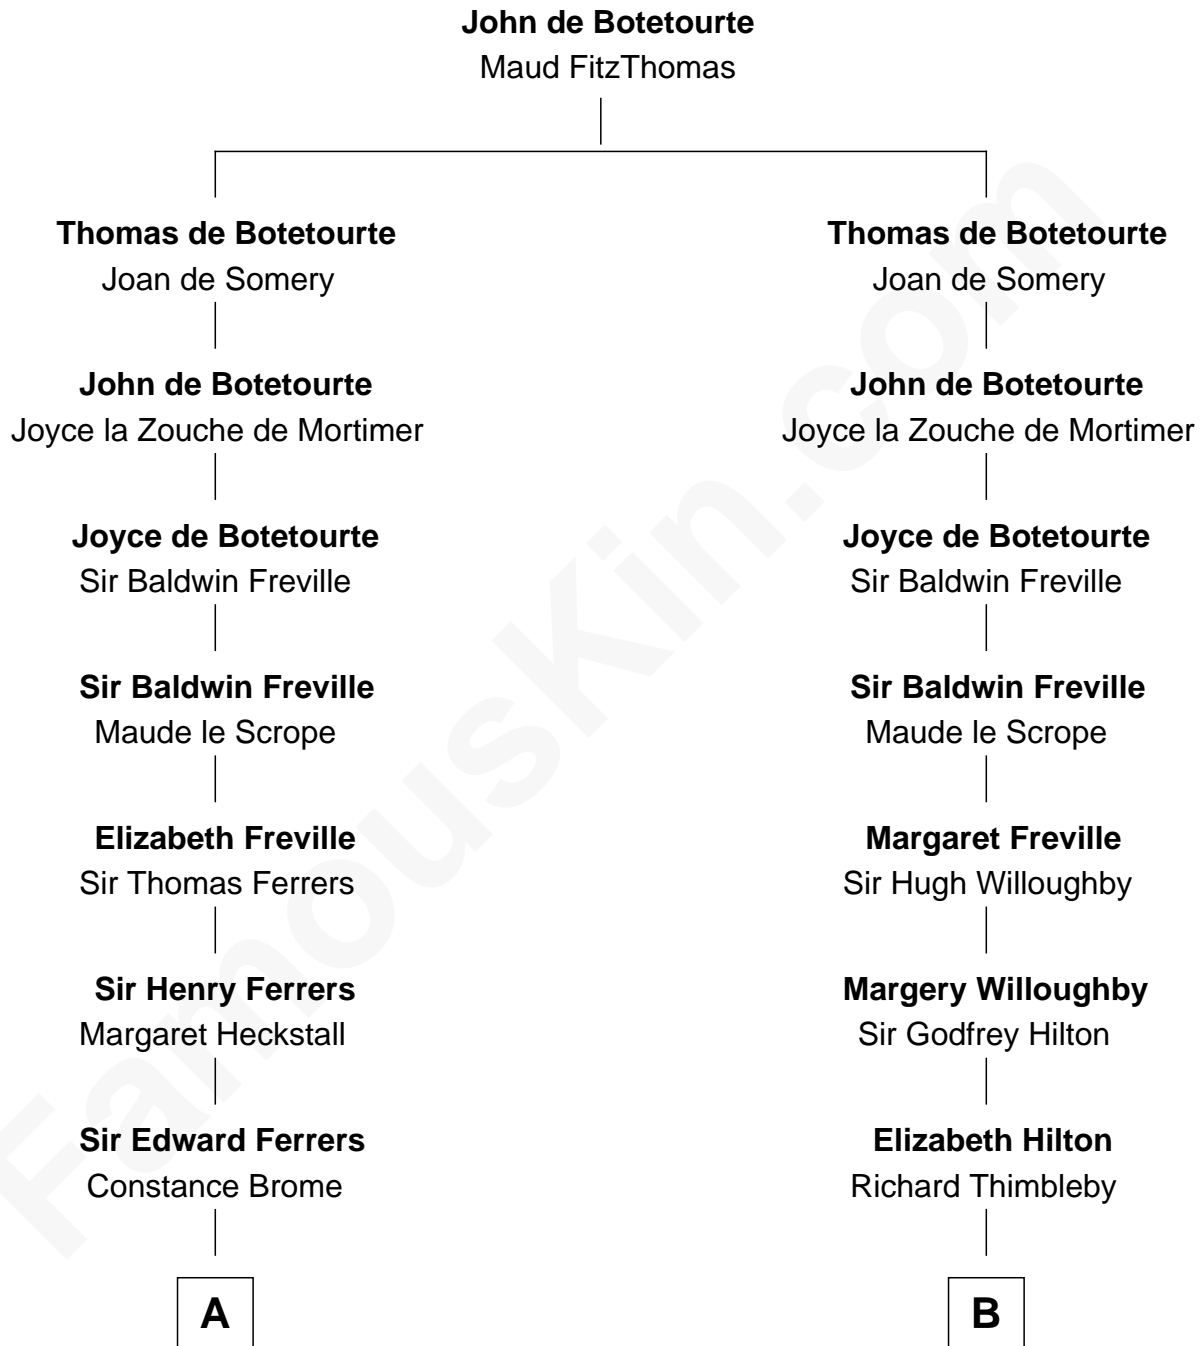 John de Botetourte
Maud FitzThomas
Thomas de Botetourte
Joan de Somery
John de Botetourte
Joyce la Zouche de Mortimer
Joyce de Botetourte
Sir Baldwin Freville
Sir Baldwin Freville
Maude le Scrope
Elizabeth Freville
Sir Thomas Ferrers
Sir Henry Ferrers
Margaret Heckstall
Sir Edward Ferrers
Constance Brome
A
Thomas de Botetourte
Joan de Somery
John de Botetourte
Joyce la Zouche de Mortimer
Joyce de Botetourte
Sir Baldwin Freville
Sir Baldwin Freville
Maude le Scrope
Margaret Freville
Sir Hugh Willoughby
Margery Willoughby
Sir Godfrey Hilton
Elizabeth Hilton
Richard Thimbleby
B
FamousKin.com